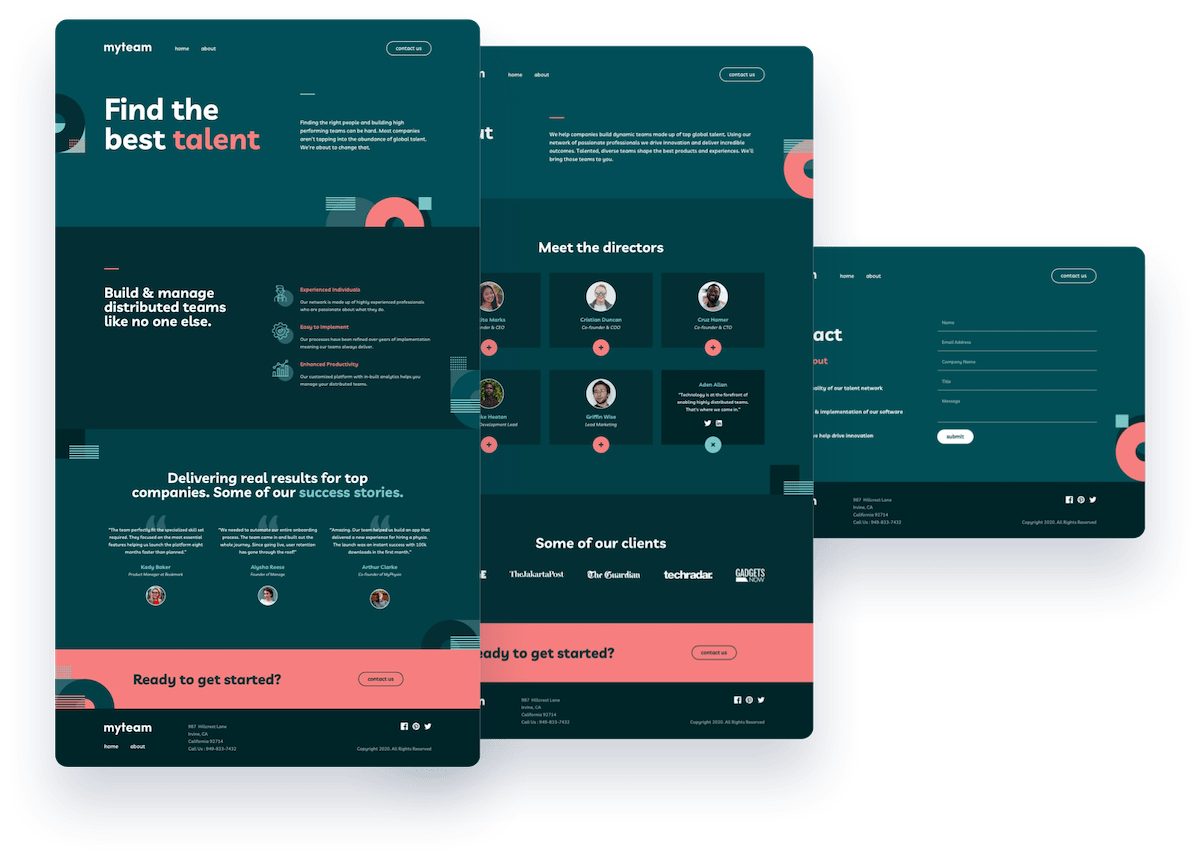 myteam
home
about
contact us
Find the
best talent
Finding the right people and building high
performing teams can be hard. Most companies
aren't tapping into the abundance of global talent.
We're about to change that.
Build & manage
distributed teams
like no one else.
Experienced Individuals
Our network is made up of highly experienced professionals
who are passionate about what they do.
Easy to Implement
Our processes have been refined over years of implementation
meaning our teams always deliver.
Enhanced Productivity
Our customized platform with in-built analytics helps you
manage your distributed teams.
Delivering real results for top
companies. Some of our success stories.
"The team perfectly fit the specialized skill set
required. They focused on the most essential
features helping us launch the platform eight
months faster than planned."
Kady Baker
Product Manager at Bookmark
"We needed to automate our entire onboarding
process. The team came in and built out the
whole journey. Since going live, user retention
has gone through the roof!"
Aiysha Reese
Founder of Manage
"Amazing. Our team helped us build an app that
delivered a new experience for hiring a physio.
The launch was an instant success with 100k
downloads in the first month."
Arthur Clarke
Co-founder of MyPhysio
Ready to get started?
contact us
myteam
home
about
987 Hillcrest Lane
Irvine, CA
California 92714
Call Us : 949-833-7432
Copyright 2020. All Rights Reserved
home
about
contact us
ut
We help companies build dynamic teams made up of top global talent. Using our
network of passionate professionals we drive innovation and deliver incredible
outcomes. Talented, diverse teams shape the best products and experiences. We'll
bring those teams to you.
Meet the directors
ita Marks
nder & CEO
Cristian Duncan
Co-founder & COO
Cruz Hamer
Co-founder & CTO
ke Heaton
Development Lead
Griffin Wise
Lead Marketing
Aden Allan
"Technology is at the forefront of
enabling highly distributed teams.
That's where we come in."
Some of our clients
E
TheJakartaPost
The Guardian
techradar.
GADGETS
NOW
eady to get started?
contact us
987 Hillcrest Lane
Irvine, CA
California 92714
Call Us : 949-833-7432
Copyright 2020. All Rights Reserved
home
about
contact us
act
out
ality of our talent network
& implementation of our software
we help drive innovation
Name
Email Address
Company Name
Title
Message
submit
987 Hillcrest Lane
Irvine, CA
California 92714
Call Us : 949-833-7432
Copyright 2020. All Rights Reserved